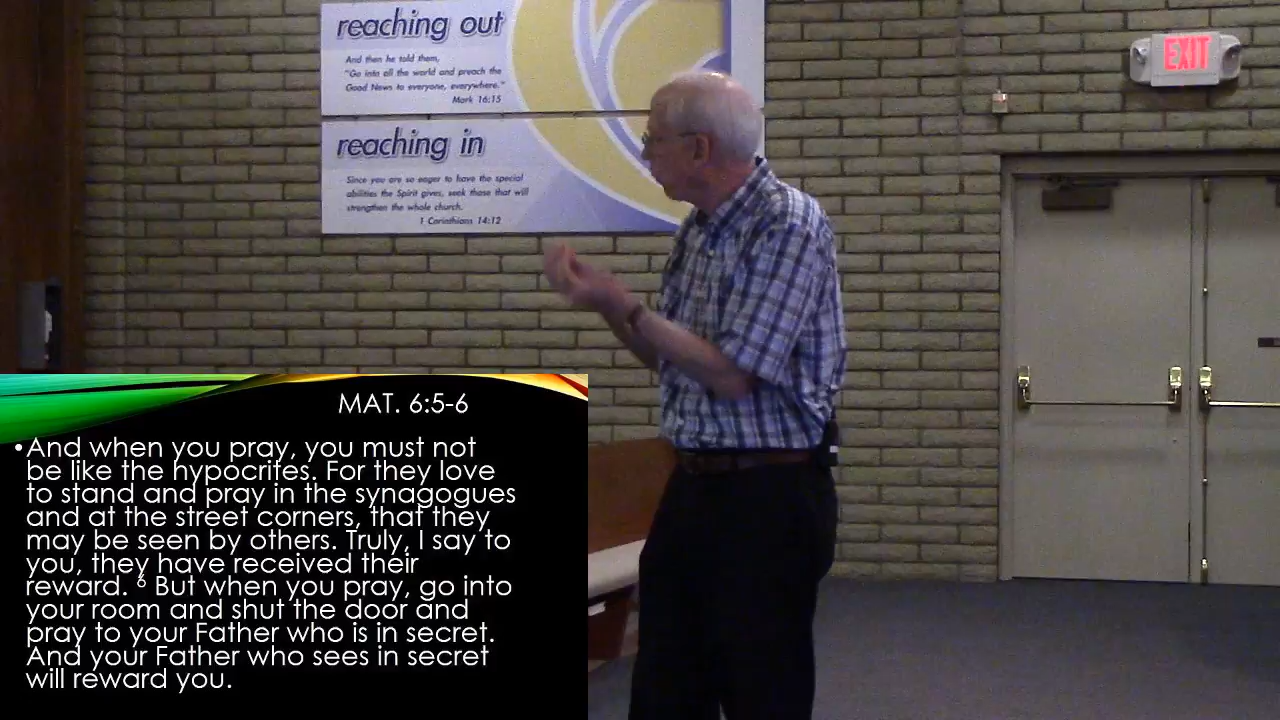 reaching out
And then he told them,
"Go into all the world and preach the
Good News to everyone, everywhere."
Mark 16:15
reaching in
Since you are so eager to have the special
abilities the Spirit gives, seek those that will
strengthen the whole church.
1 Corinthians 14:12
EXIT
MAT. 6:5-6
•And when you pray, you must not
be like the hypocrites. For they love
to stand and pray in the synagogues
and at the street corners, that they
may be seen by others. Truly, I say to
you, they have received their
reward. ⁶ But when you pray, go into
your room and shut the door and
pray to your Father who is in secret.
And your Father who sees in secret
will reward you.